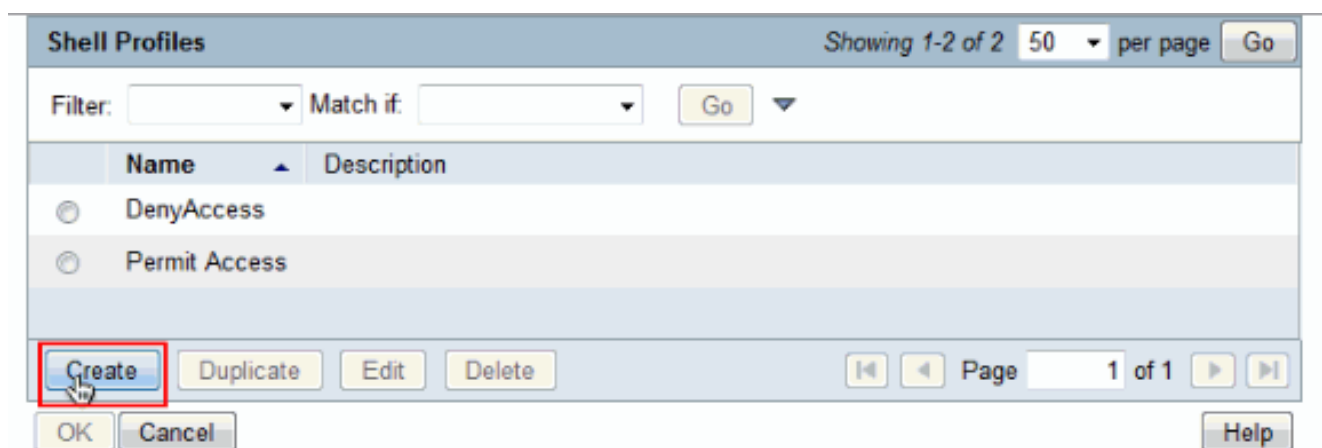 Shell Profiles Showing 1-2 of 2 50 per page Go
Filter: Match if: Go
Name Description
DenyAccess
Permit Access
Create Duplicate Edit Delete Page 1 of 1
OK Cancel Help